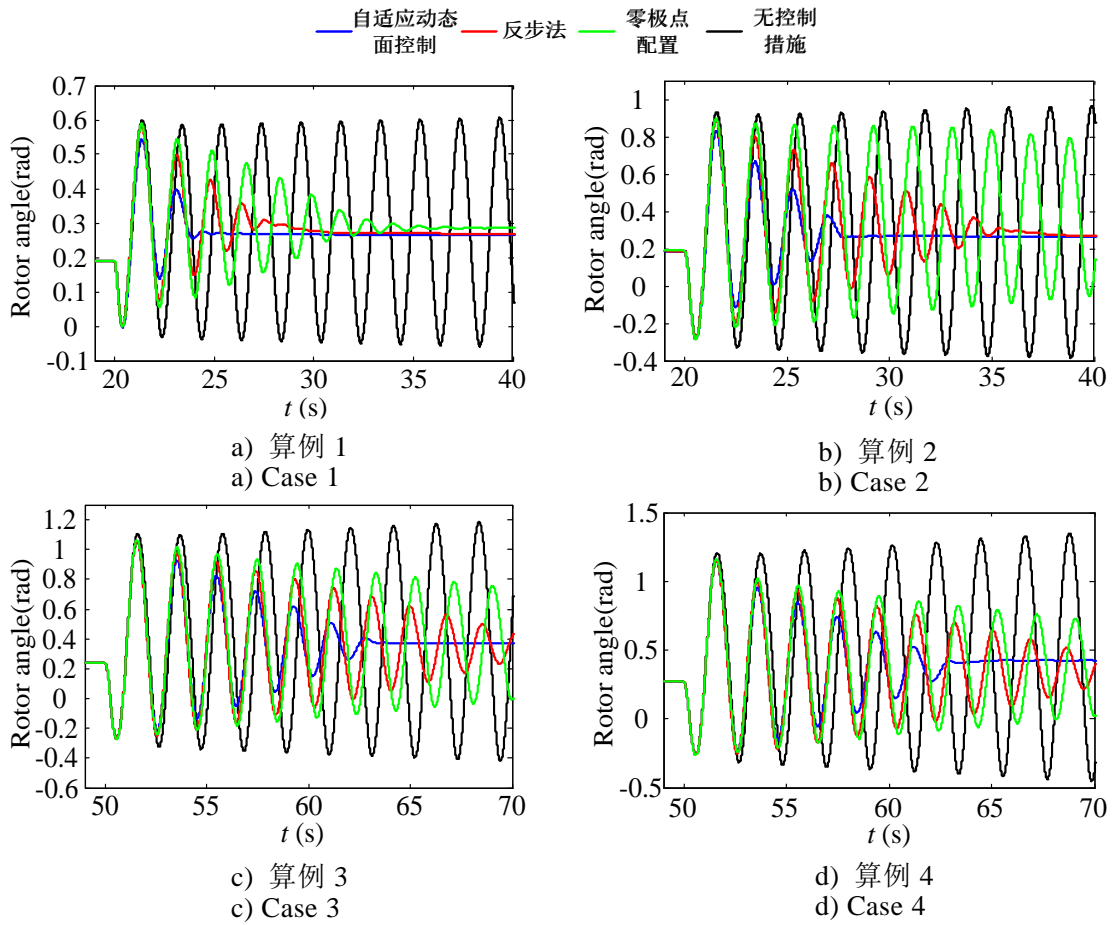 自适应动态
面控制
反步法
零极点
配置
无控制
措施
0.7
0.6
0.5
0.4
0.3
0.2
0.1
0
-0.1
Rotor angle(rad)
20
25
30
35
40
t (s)
a) 算例 1
a) Case 1
1
0.8
0.6
0.4
0.2
0
-0.2
-0.4
Rotor angle(rad)
20
25
30
35
40
t (s)
b) 算例 2
b) Case 2
1.2
1
0.8
0.6
0.4
0.2
0
-0.2
-0.4
-0.6
Rotor angle(rad)
50
55
60
65
70
t (s)
c) 算例 3
c) Case 3
1.5
1
0.5
0
-0.5
Rotor angle(rad)
50
55
60
65
70
t (s)
d) 算例 4
d) Case 4